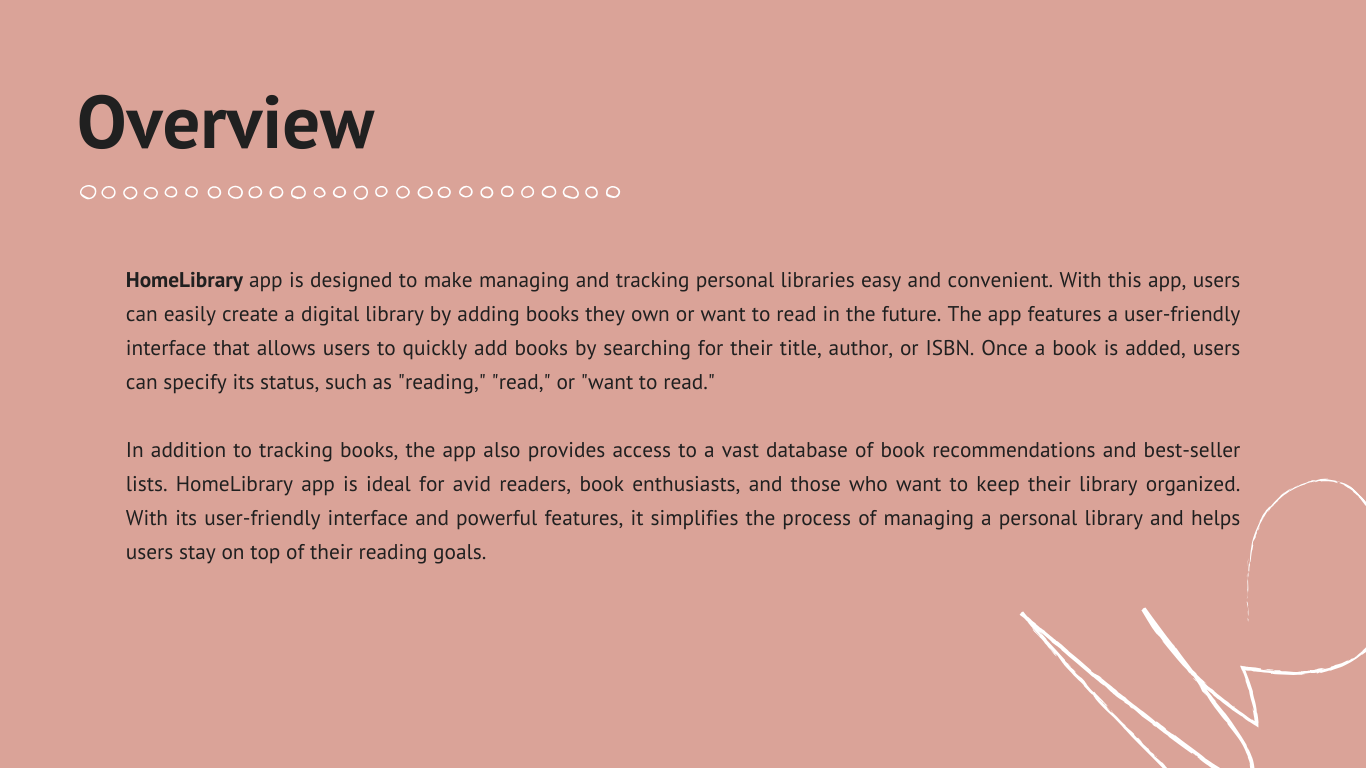 Overview
HomeLibrary app is designed to make managing and tracking personal libraries easy and convenient. With this app, users
can easily create a digital library by adding books they own or want to read in the future. The app features a user-friendly
interface that allows users to quickly add books by searching for their title, author, or ISBN. Once a book is added, users
can specify its status, such as "reading," "read," or "want to read."
In addition to tracking books, the app also provides access to a vast database of book recommendations and best-seller
lists. HomeLibrary app is ideal for avid readers, book enthusiasts, and those who want to keep their library organized.
With its user-friendly interface and powerful features, it simplifies the process of managing a personal library and helps
users stay on top of their reading goals.